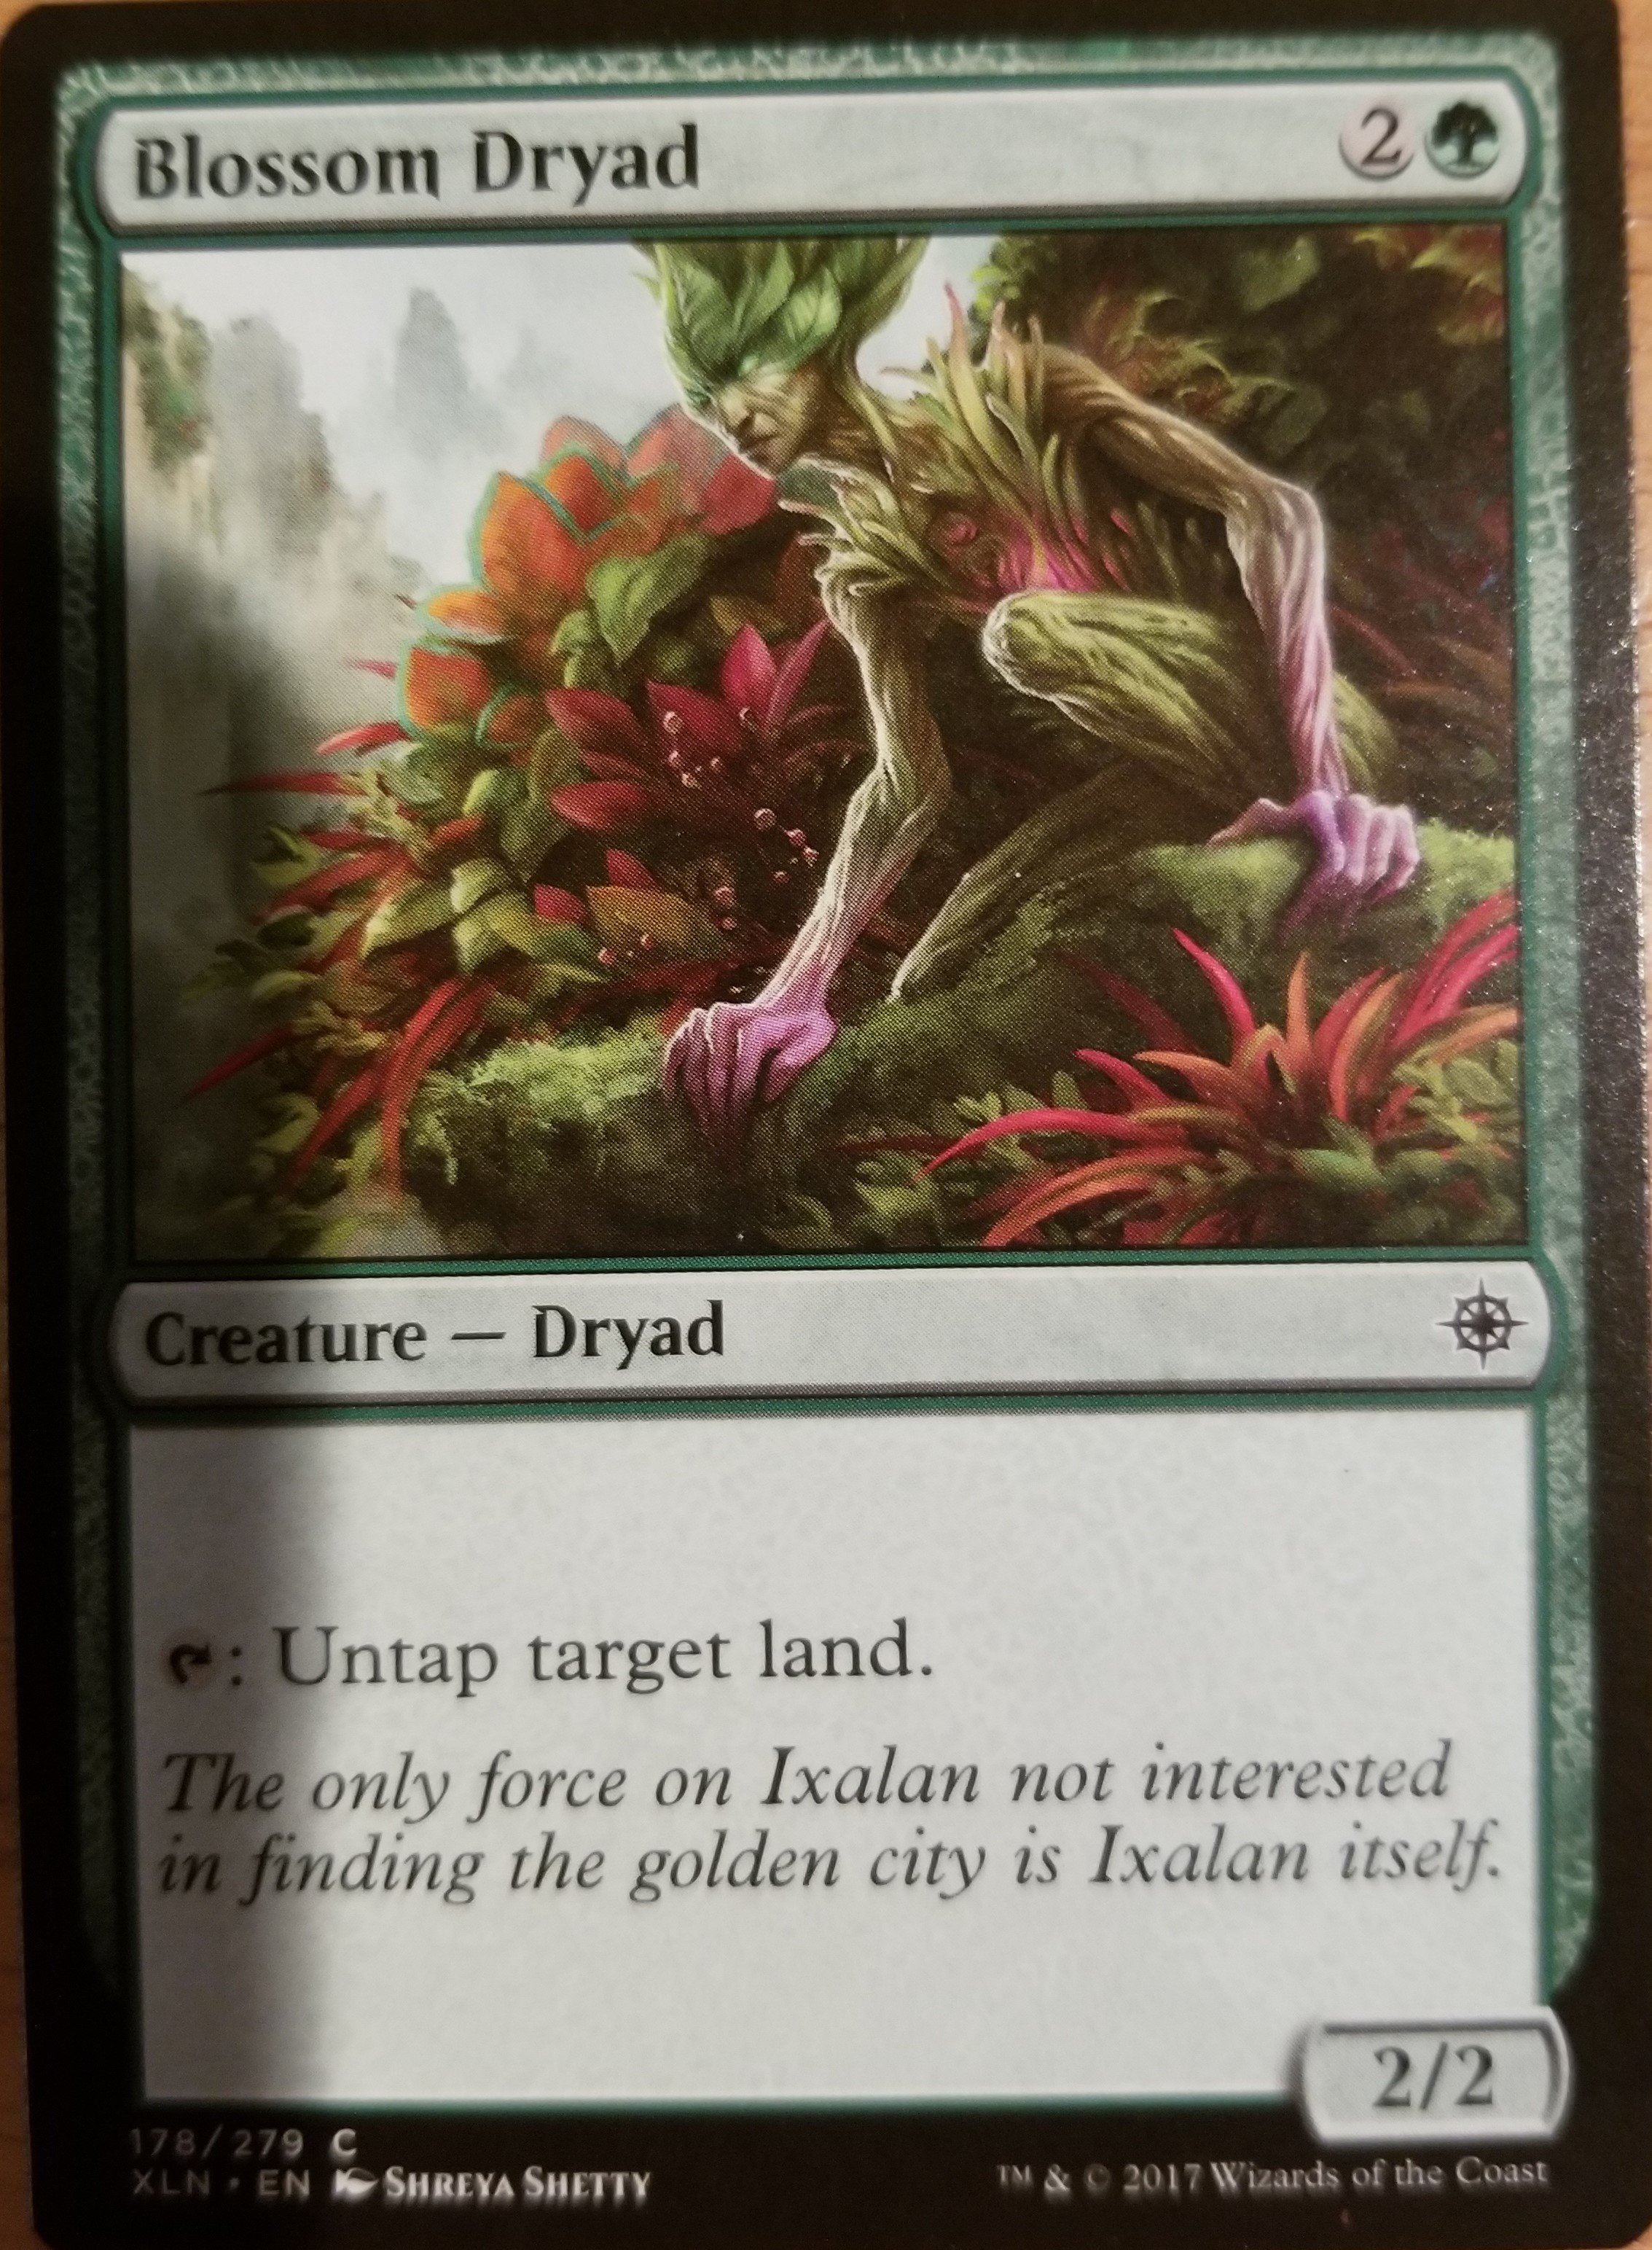 Blossom Dryad 2
Creature — Dryad
: Untap target land.
The only force on Ixalan not interested
in finding the golden city is Ixalan itself.
2/2
178/279 C
XLN • EN Shreya Shetty
™ & © 2017 Wizards of the Coast